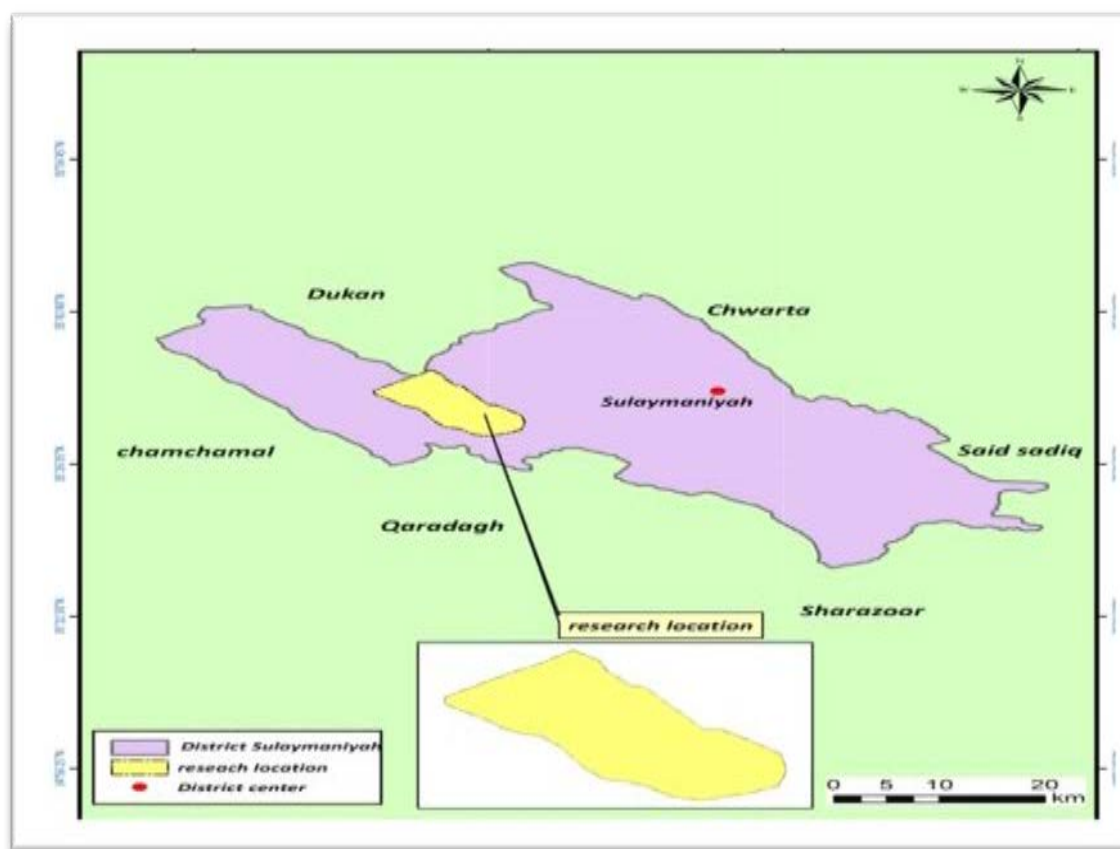 N
W
E
S
Dukan
Chwarta
Sulaymaniyah
chamchamal
Said sadiq
Qaradagh
Sharazoor
research location
District Sulaymaniyah
reseach location
District center
0 5 10 20
km